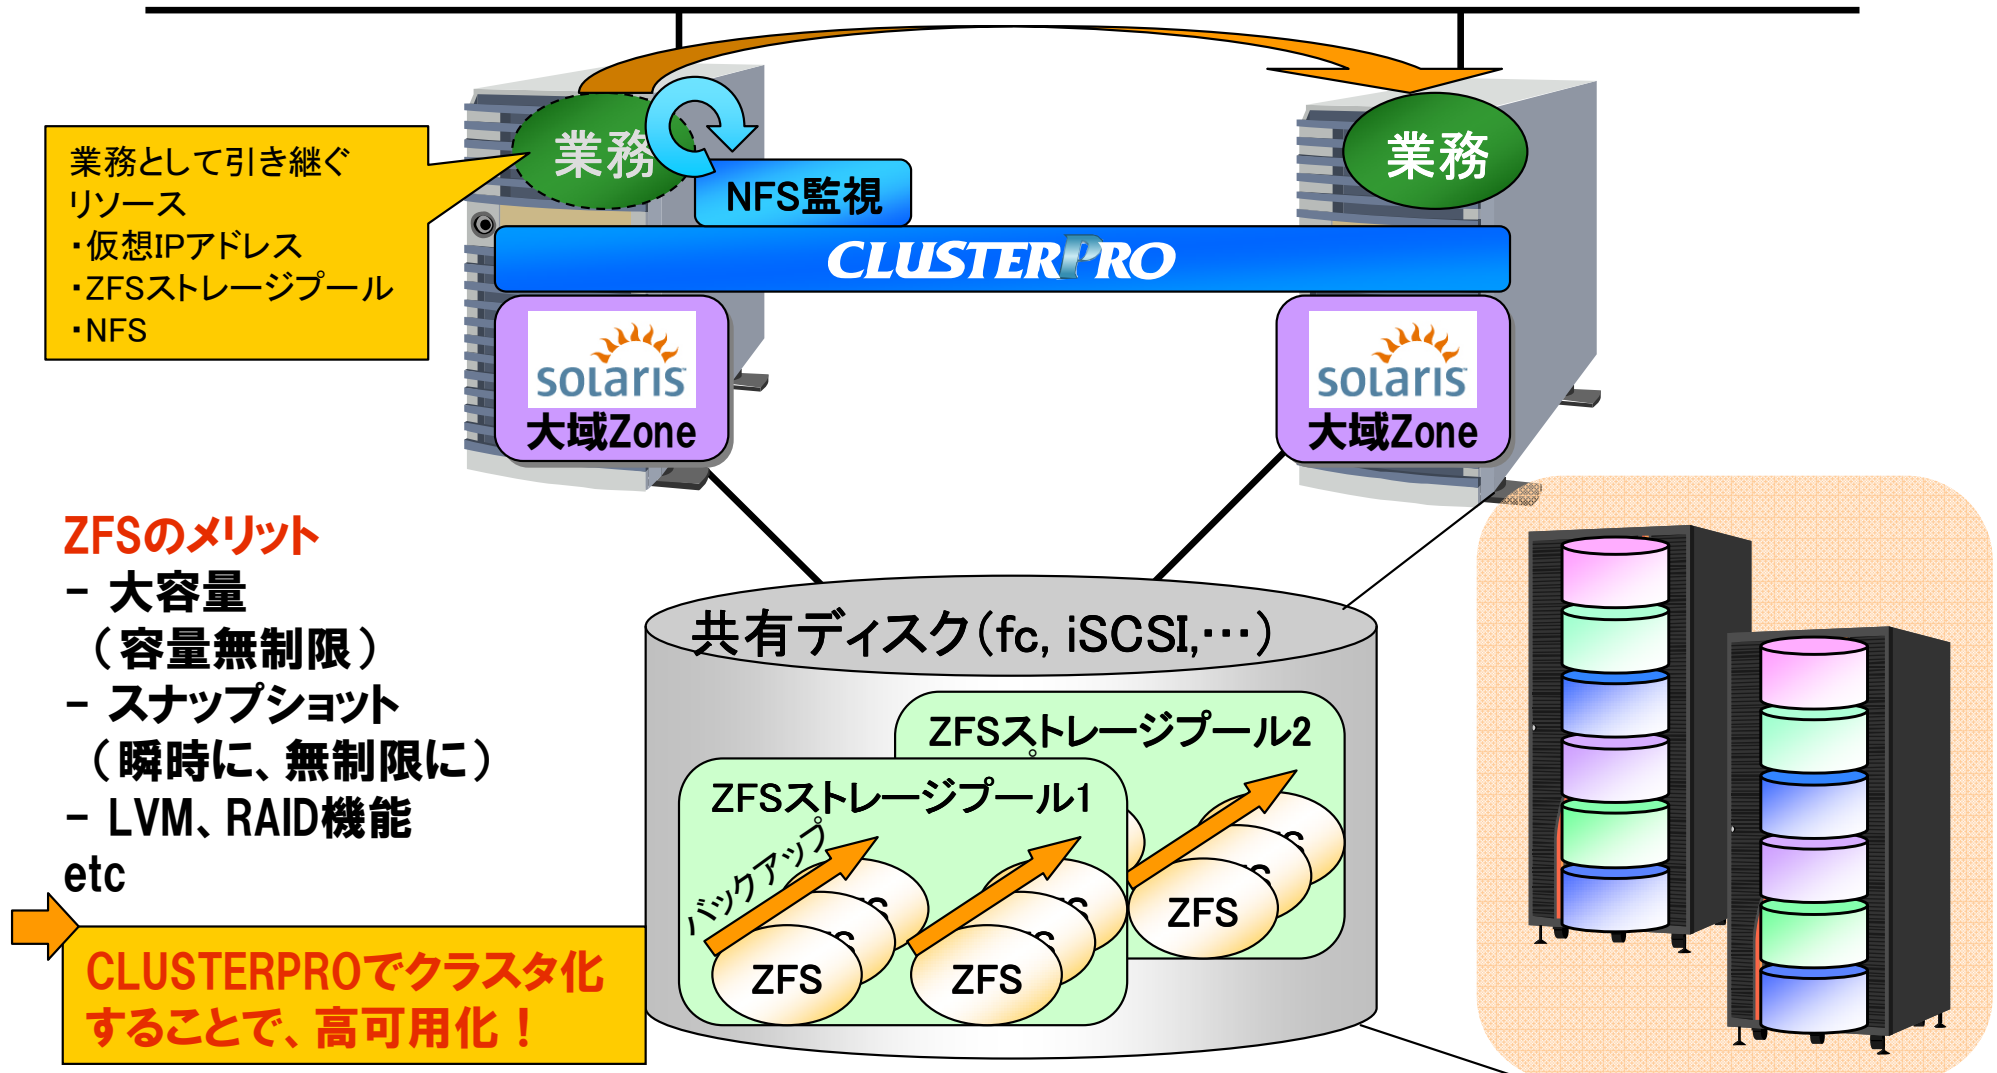 業務
業務
業務として引き継ぐ
リソース
・仮想IPアドレス
・ZFSストレージプール
・NFS
NFS監視
CLUSTERPRO
solaris
大域Zone
solaris
大域Zone
ZFSのメリット
- 大容量
（容量無制限）
- スナップショット
（瞬時に、無制限に）
- LVM、RAID機能
etc
CLUSTERPROでクラスタ化
することで、高可用化！
共有ディスク(fc, iSCSI,…)
ZFSストレージプール2
ZFSストレージプール1
バックアップ
ZFS
ZFS
ZFS